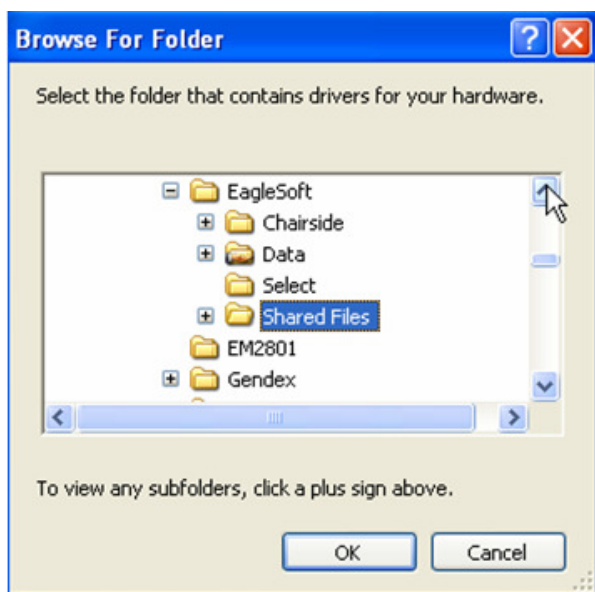 Browse For Folder
Select the folder that contains drivers for your hardware.
EagleSoft
Chairside
Data
Select
Shared Files
EM2801
Gendex
To view any subfolders, click a plus sign above.
OK
Cancel